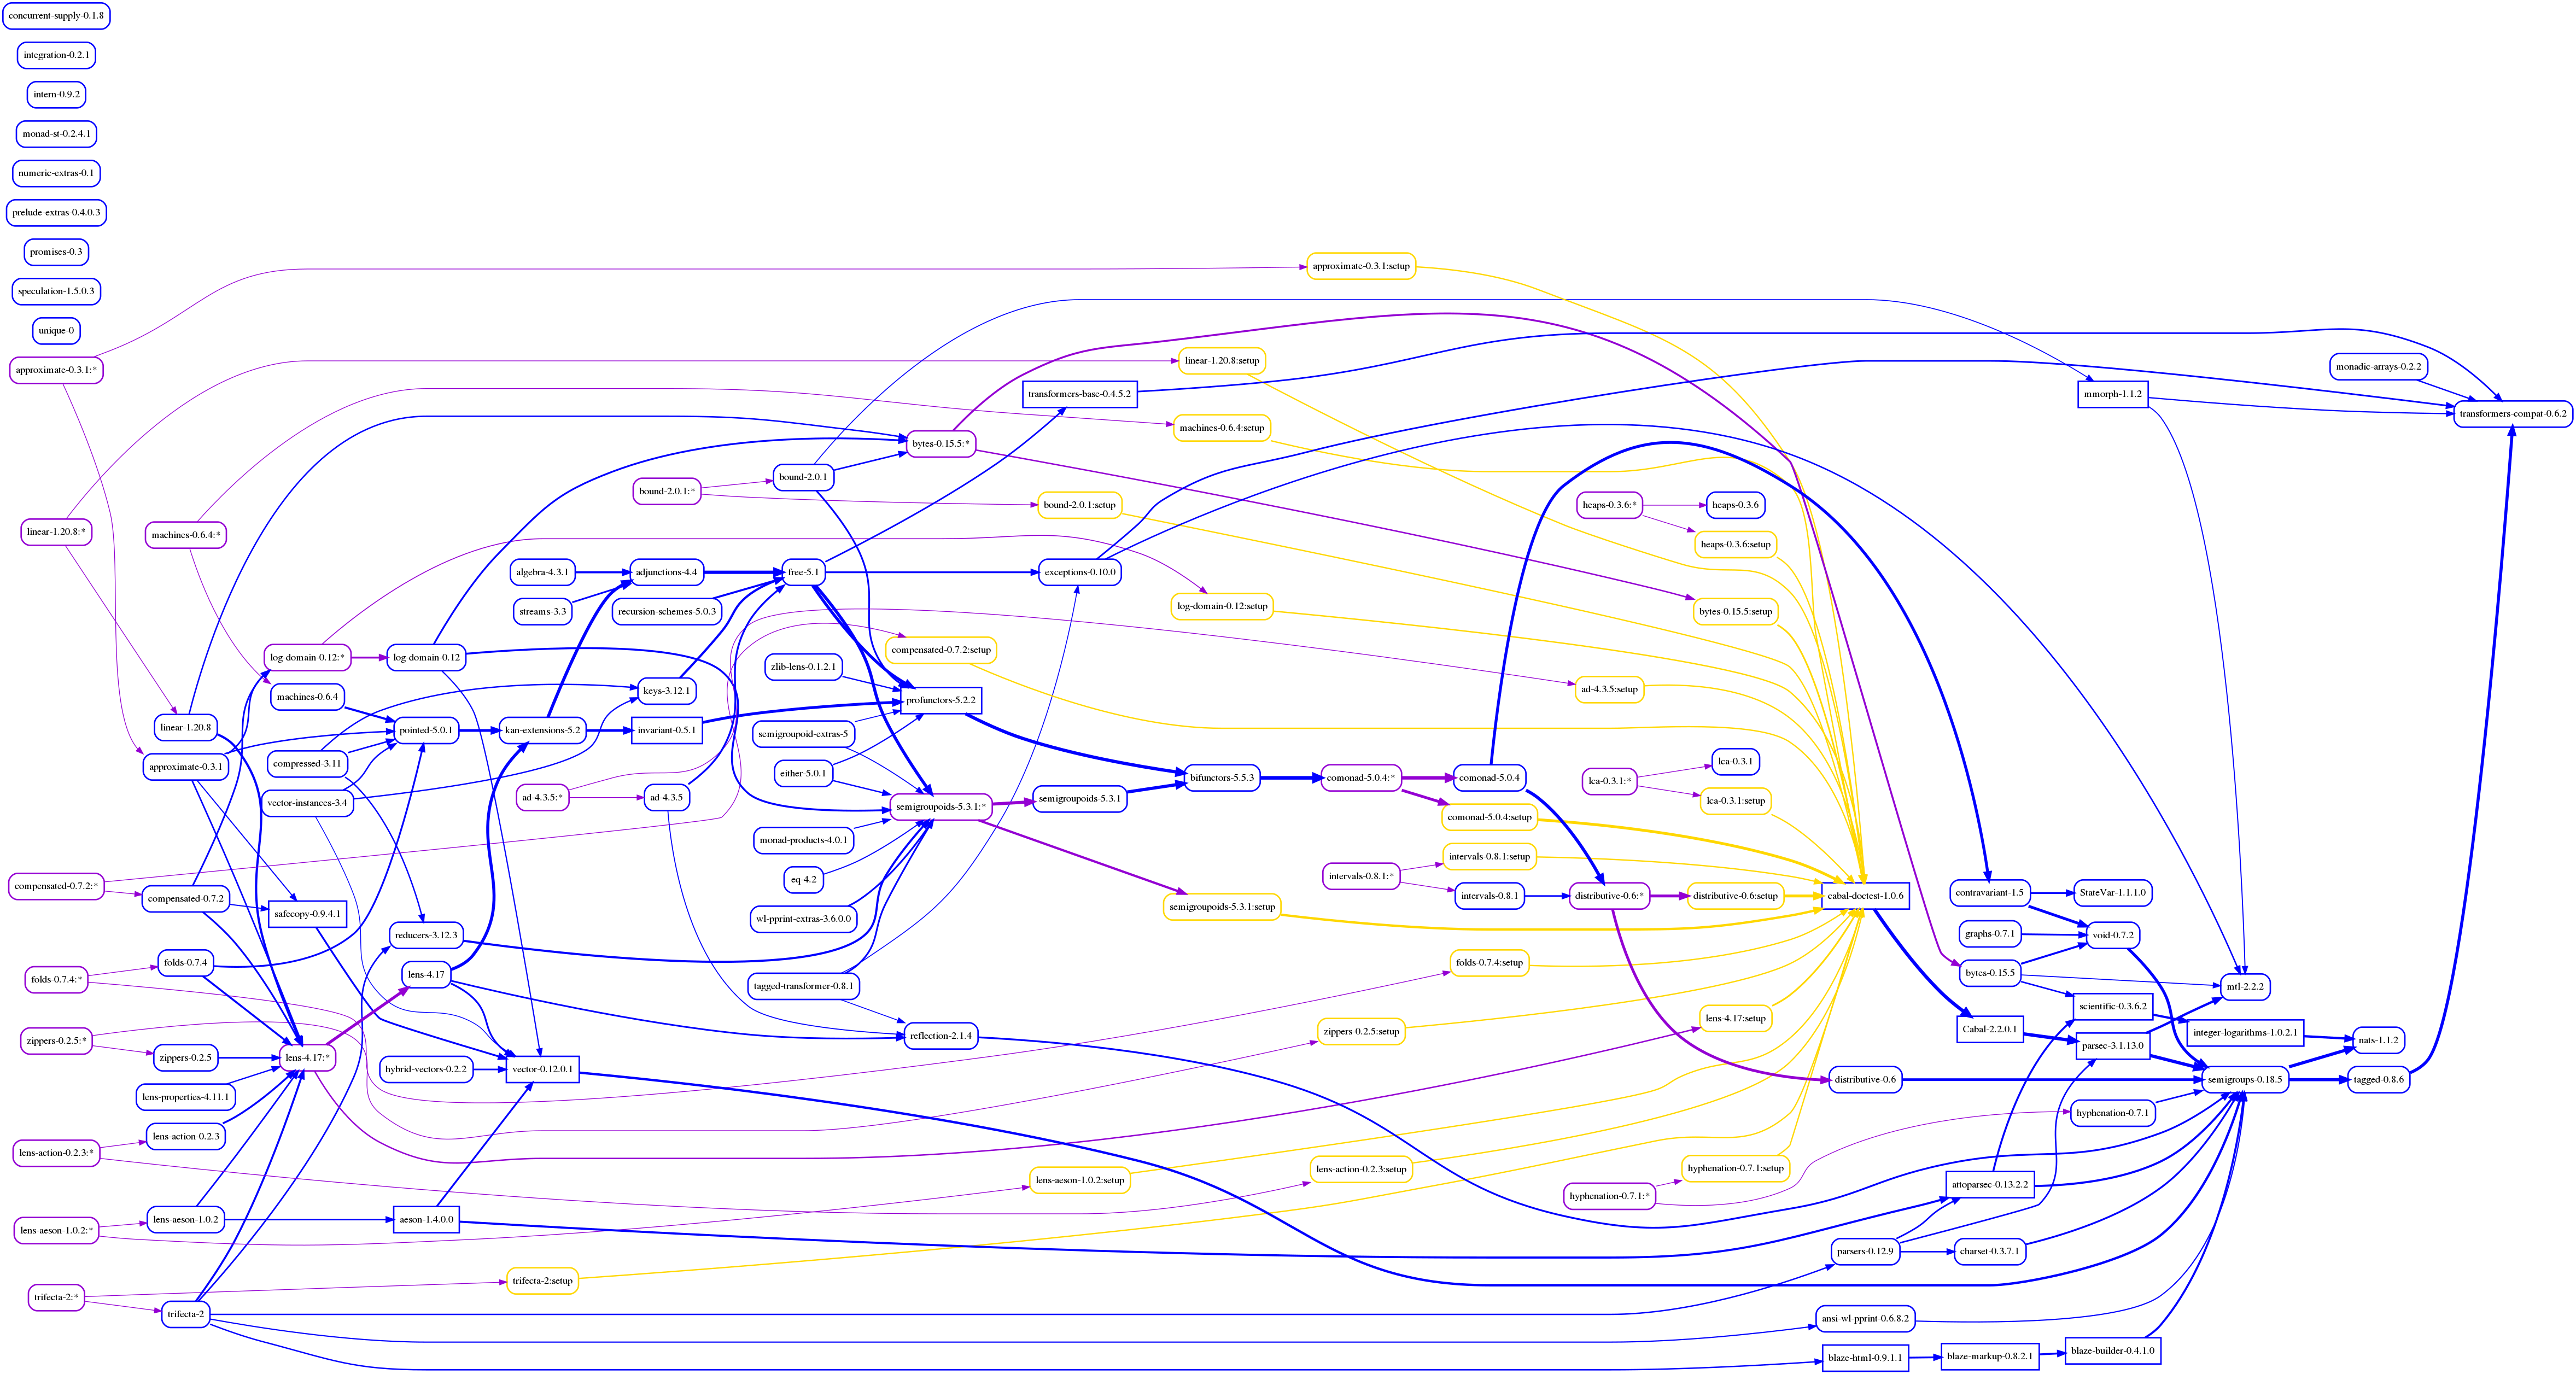 concurrent-supply-0.1.8
integration-0.2.1
intern-0.9.2
monad-st-0.2.4.1
numeric-extras-0.1
prelude-extras-0.4.0.3
promises-0.3
speculation-1.5.0.3
unique-0
approximate-0.3.1:*
linear-1.20.8:*
machines-0.6.4:*
compensated-0.7.2:*
folds-0.7.4:*
zippers-0.2.5:*
lens-action-0.2.3:*
lens-aeson-1.0.2:*
trifecta-2:*
linear-1.20.8
approximate-0.3.1
compensated-0.7.2
folds-0.7.4
zippers-0.2.5
lens-properties-4.11.1
lens-action-0.2.3
lens-aeson-1.0.2
trifecta-2
log-domain-0.12:*
machines-0.6.4
compressed-3.11
vector-instances-3.4
safecopy-0.9.4.1
lens-4.17:*
log-domain-0.12
pointed-5.0.1
reducers-3.12.3
lens-4.17
hybrid-vectors-0.2.2
aeson-1.4.0.0
algebra-4.3.1
streams-3.3
kan-extensions-5.2
ad-4.3.5:*
vector-0.12.0.1
trifecta-2:setup
bound-2.0.1:*
adjunctions-4.4
recursion-schemes-5.0.3
keys-3.12.1
invariant-0.5.1
ad-4.3.5
bound-2.0.1
free-5.1
zlib-lens-0.1.2.1
semigroupoid-extras-5
either-5.0.1
monad-products-4.0.1
eq-4.2
wl-pprint-extras-3.6.0.0
tagged-transformer-0.8.1
bytes-0.15.5:*
compensated-0.7.2:setup
profunctors-5.2.2
semigroupoids-5.3.1:*
reflection-2.1.4
transformers-base-0.4.5.2
bound-2.0.1:setup
exceptions-0.10.0
semigroupoids-5.3.1
lens-aeson-1.0.2:setup
linear-1.20.8:setup
machines-0.6.4:setup
log-domain-0.12:setup
bifunctors-5.5.3
semigroupoids-5.3.1:setup
approximate-0.3.1:setup
comonad-5.0.4:*
intervals-0.8.1:*
zippers-0.2.5:setup
lens-action-0.2.3:setup
comonad-5.0.4
comonad-5.0.4:setup
intervals-0.8.1:setup
intervals-0.8.1
folds-0.7.4:setup
heaps-0.3.6:*
ad-4.3.5:setup
lca-0.3.1:*
distributive-0.6:*
hyphenation-0.7.1:*
heaps-0.3.6
heaps-0.3.6:setup
bytes-0.15.5:setup
lca-0.3.1
lca-0.3.1:setup
distributive-0.6:setup
lens-4.17:setup
hyphenation-0.7.1:setup
cabal-doctest-1.0.6
distributive-0.6
parsers-0.12.9
ansi-wl-pprint-0.6.8.2
blaze-html-0.9.1.1
contravariant-1.5
graphs-0.7.1
bytes-0.15.5
Cabal-2.2.0.1
attoparsec-0.13.2.2
charset-0.3.7.1
blaze-markup-0.8.2.1
mmorph-1.1.2
StateVar-1.1.1.0
void-0.7.2
scientific-0.3.6.2
parsec-3.1.13.0
hyphenation-0.7.1
blaze-builder-0.4.1.0
mtl-2.2.2
integer-logarithms-1.0.2.1
semigroups-0.18.5
monadic-arrays-0.2.2
nats-1.1.2
tagged-0.8.6
transformers-compat-0.6.2